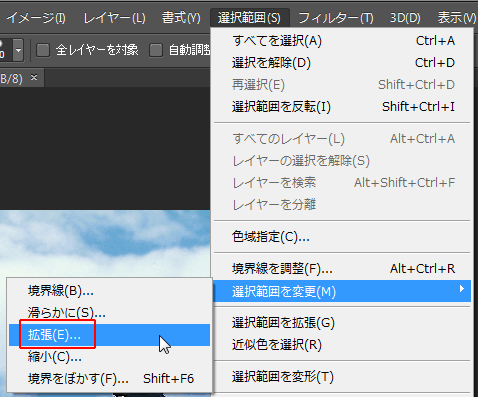 イメージ(I) レイヤー(L) 書式(Y) 選択範囲(S) フィルター(T) 3D(D) 表示(V)
全レイヤーを対象 自動調整
B/8) ×
すべてを選択(A) Ctrl+A
選択を解除(D) Ctrl+D
再選択(E) Shift+Ctrl+D
選択範囲を反転(I) Shift+Ctrl+I
すべてのレイヤー(L) Alt+Ctrl+A
レイヤーの選択を解除(S)
レイヤーを検索 Alt+Shift+Ctrl+F
レイヤーを分離
色域指定(C)...
境界線を調整(F)... Alt+Ctrl+R
選択範囲を変更(M)
境界線(B)...
滑らかに(S)...
拡張(E)...
縮小(C)...
境界をぼかす(F)... Shift+F6
選択範囲を拡張(G)
近似色を選択(R)
選択範囲を変形(T)